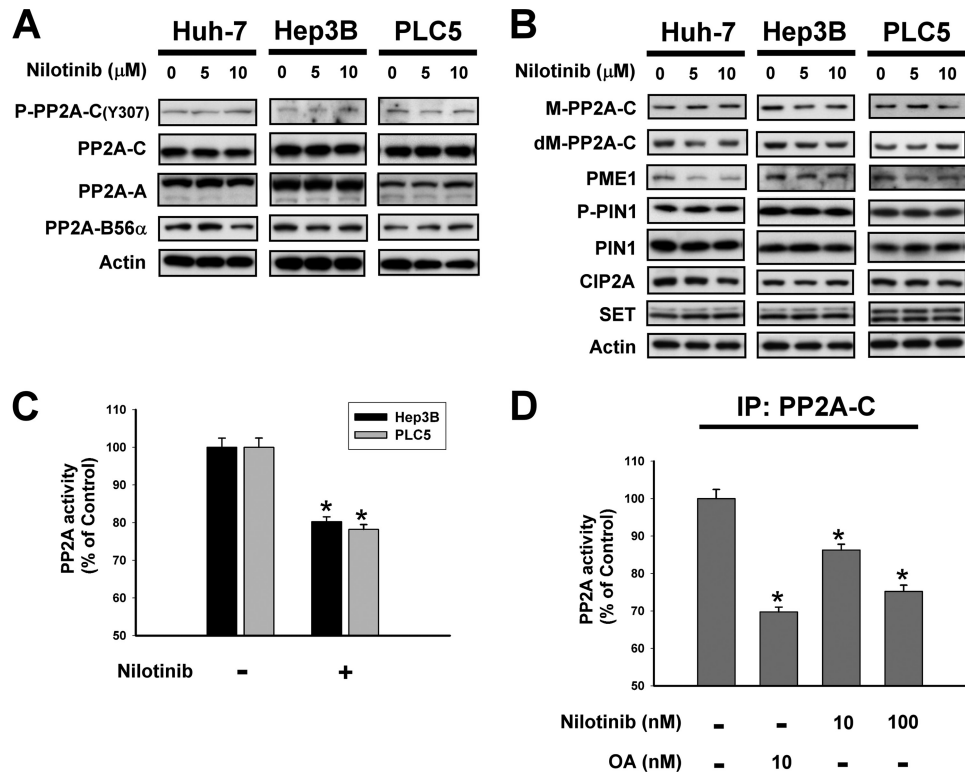 A
Huh-7 Hep3B PLC5
Nilotinib (μM) 0 5 10 0 5 10 0 5 10
P-PP2A-C(Y307)
PP2A-C
PP2A-A
PP2A-B56α
Actin
B
Huh-7 Hep3B PLC5
Nilotinib (μM) 0 5 10 0 5 10 0 5 10
M-PP2A-C
dM-PP2A-C
PME1
P-PIN1
PIN1
CIP2A
SET
Actin
C
PP2A activity
(% of Control)
110
100
90
80
70
60
50
Hep3B
PLC5
* *
Nilotinib - +
D
IP: PP2A-C
PP2A activity
(% of Control)
110
100
90
80
70
60
50
* * *
Nilotinib (nM) - - 10 100
OA (nM) - 10 - -